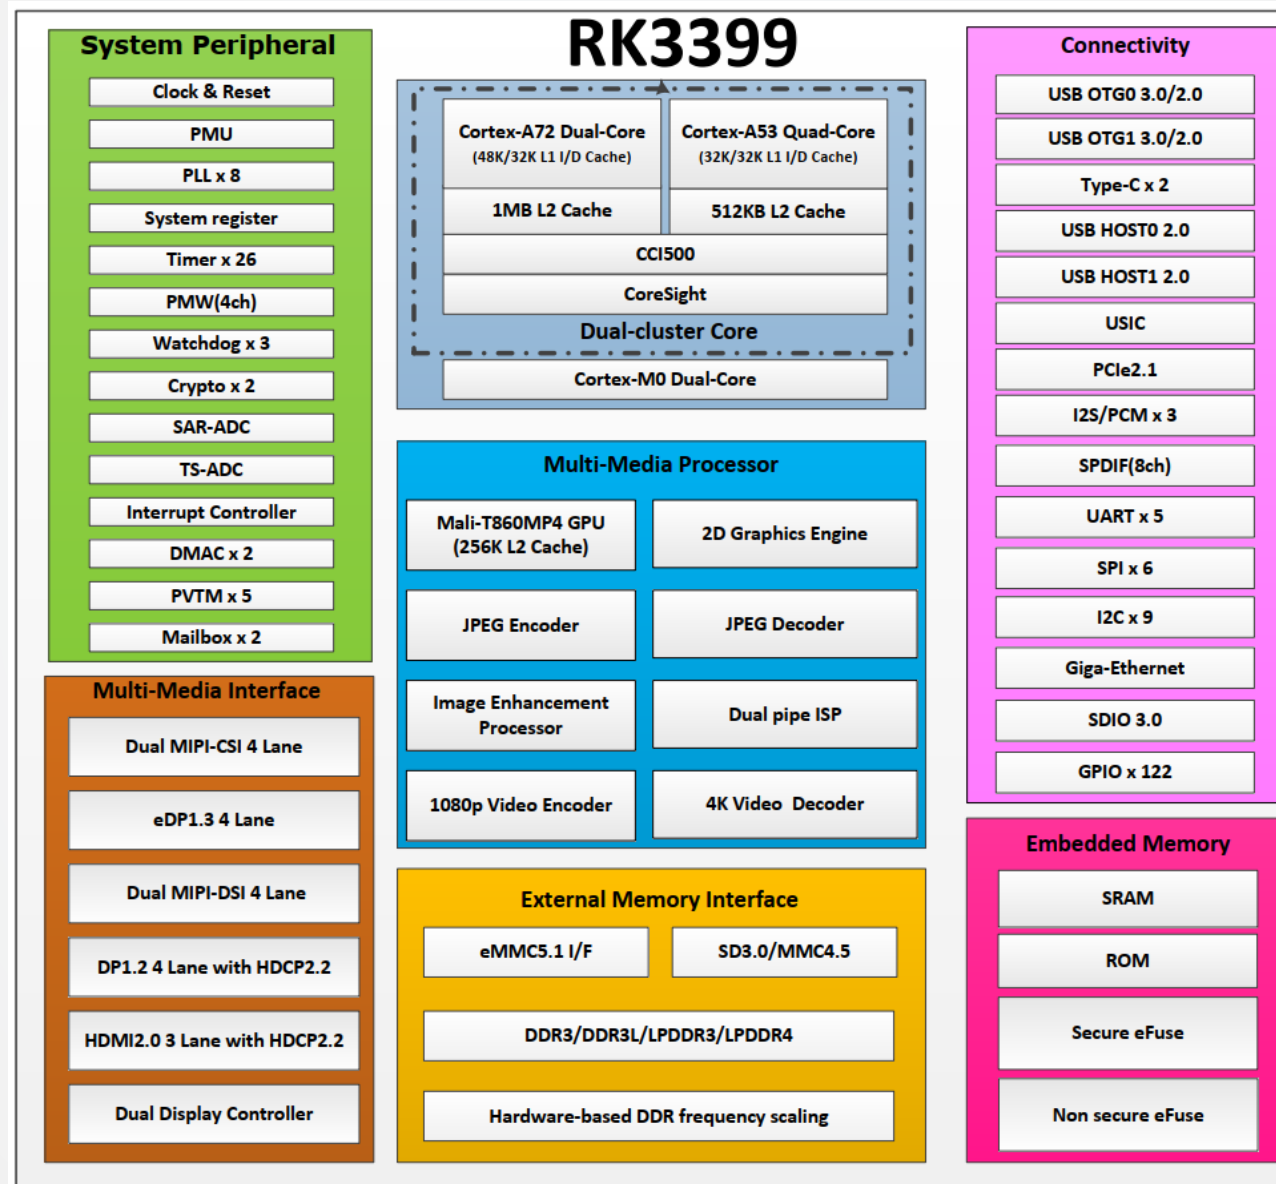 RK3399
System Peripheral
Clock & Reset
PMU
PLL x 8
System register
Timer x 26
PMW(4ch)
Watchdog x 3
Crypto x 2
SAR-ADC
TS-ADC
Interrupt Controller
DMAC x 2
PVTM x 5
Mailbox x 2
Multi-Media Interface
Dual MIPI-CSI 4 Lane
eDP1.3 4 Lane
Dual MIPI-DSI 4 Lane
DP1.2 4 Lane with HDCP2.2
HDMI2.0 3 Lane with HDCP2.2
Dual Display Controller
Cortex-A72 Dual-Core
(48K/32K L1 I/D Cache)
1MB L2 Cache
Cortex-A53 Quad-Core
(32K/32K L1 I/D Cache)
512KB L2 Cache
CCI500
CoreSight
Dual-cluster Core
Cortex-M0 Dual-Core
Multi-Media Processor
Mali-T860MP4 GPU
(256K L2 Cache)
2D Graphics Engine
JPEG Encoder
JPEG Decoder
Image Enhancement
Processor
Dual pipe ISP
1080p Video Encoder
4K Video Decoder
External Memory Interface
eMMC5.1 I/F
SD3.0/MMC4.5
DDR3/DDR3L/LPDDR3/LPDDR4
Hardware-based DDR frequency scaling
Connectivity
USB OTG0 3.0/2.0
USB OTG1 3.0/2.0
Type-C x 2
USB HOST0 2.0
USB HOST1 2.0
USIC
PCIe2.1
I2S/PCM x 3
SPDIF(8ch)
UART x 5
SPI x 6
I2C x 9
Giga-Ethernet
SDIO 3.0
GPIO x 122
Embedded Memory
SRAM
ROM
Secure eFuse
Non secure eFuse